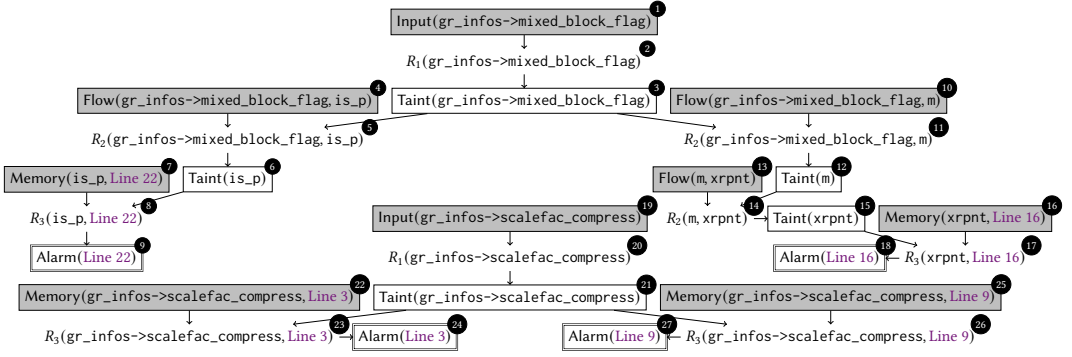 Input(gr_infos->mixed_block_flag) 1
R1(gr_infos->mixed_block_flag) 2
Flow(gr_infos->mixed_block_flag, is_p) 4 Taint(gr_infos->mixed_block_flag) 3 Flow(gr_infos->mixed_block_flag, m) 10
R2(gr_infos->mixed_block_flag, is_p) 5 R2(gr_infos->mixed_block_flag, m) 11
Memory(is_p, Line 22) 7 Taint(is_p) 6 Flow(m, xrpnt) 13 Taint(m) 12
R3(is_p, Line 22) 8 Input(gr_infos->scalefac_compress) 19 R2(m, xrpnt) 14 Taint(xrpnt) 15 Memory(xrpnt, Line 16) 16
Alarm(Line 22) 9 R1(gr_infos->scalefac_compress) 20 Alarm(Line 16) 18 R3(xrpnt, Line 16) 17
Memory(gr_infos->scalefac_compress, Line 3) 22 Taint(gr_infos->scalefac_compress) 21 Memory(gr_infos->scalefac_compress, Line 9) 25
R3(gr_infos->scalefac_compress, Line 3) 23 Alarm(Line 3) 24 Alarm(Line 9) 27 R3(gr_infos->scalefac_compress, Line 9) 26